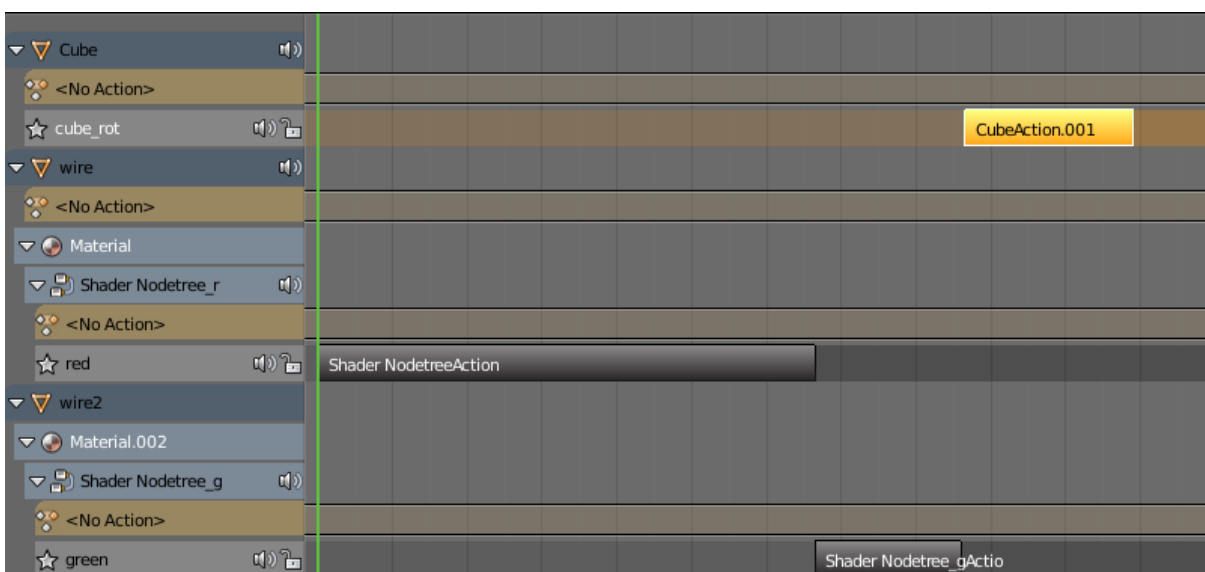 Cube
<No Action>
cube_rot CubeAction.001
wire
<No Action>
Material
Shader Nodetree_r
<No Action>
red Shader NodetreeAction
wire2
Material.002
Shader Nodetree_g
<No Action>
green Shader Nodetree_gActio